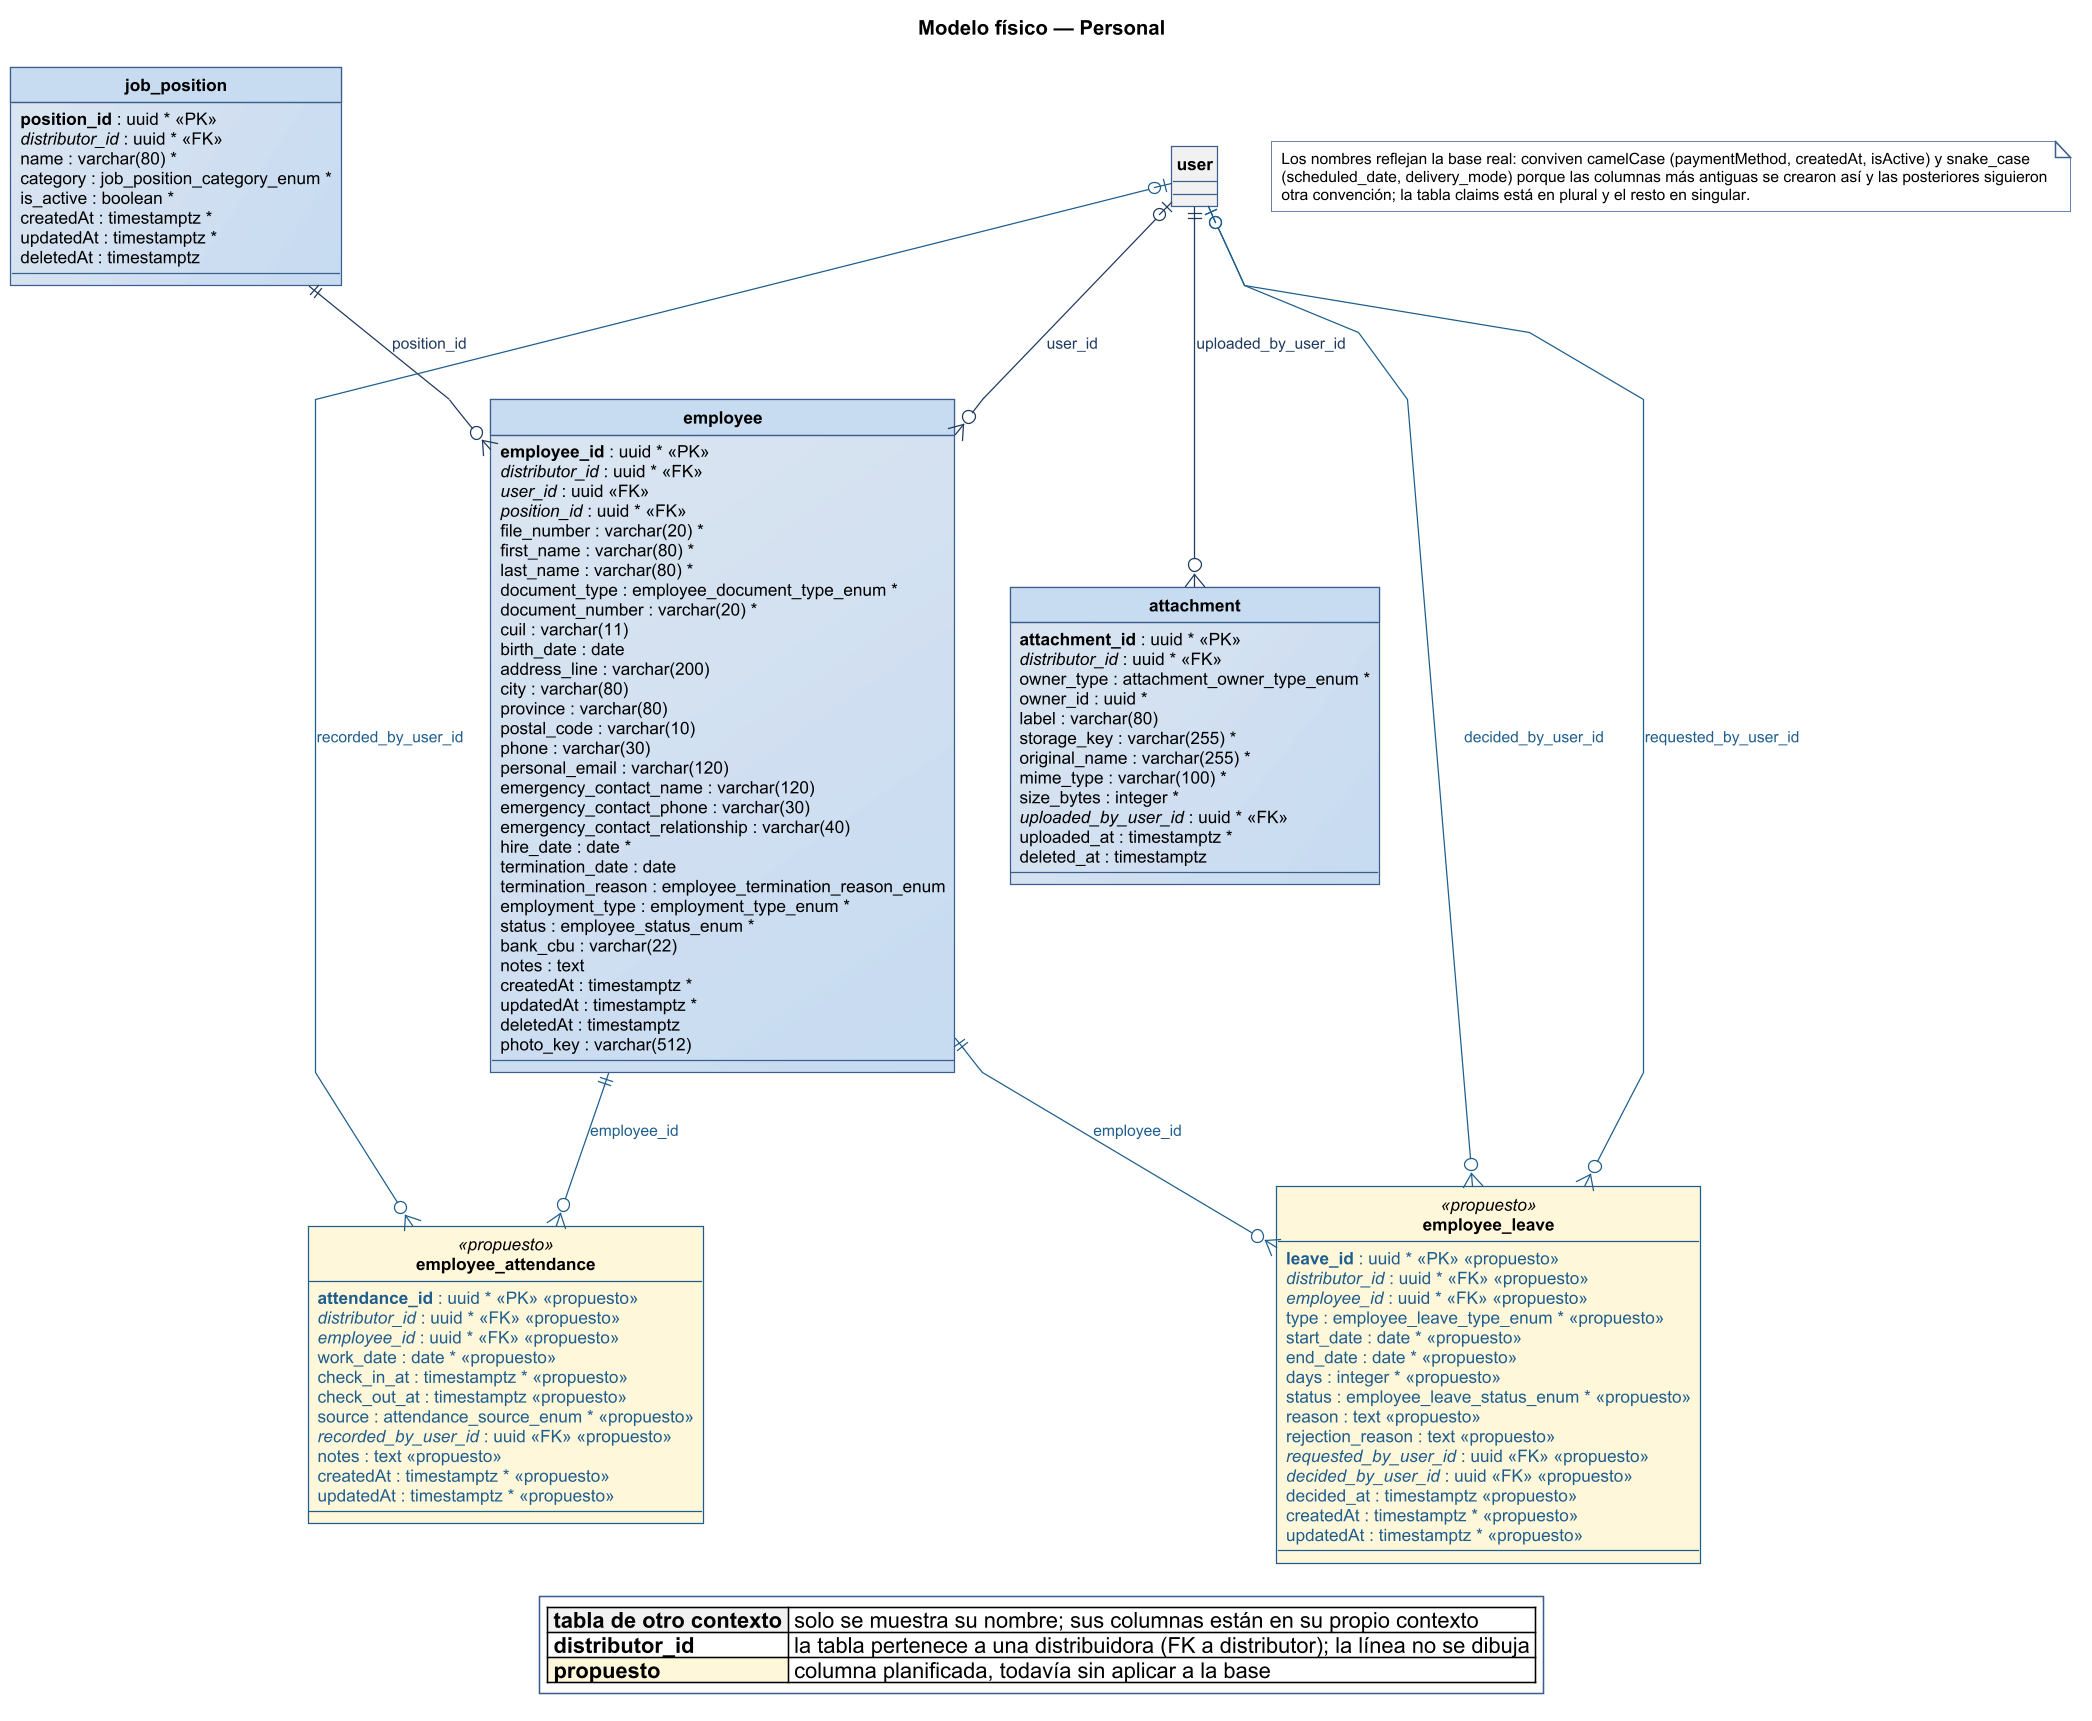 Modelo físico — Personal
job_position
position_id : uuid * «PK»
distributor_id : uuid * «FK»
name : varchar(80) *
category : job_position_category_enum *
is_active : boolean *
createdAt : timestamptz *
updatedAt : timestamptz *
deletedAt : timestamptz
user
Los nombres reflejan la base real: conviven camelCase (paymentMethod, createdAt, isActive) y snake_case
(scheduled_date, delivery_mode) porque las columnas más antiguas se crearon así y las posteriores siguieron
otra convención; la tabla claims está en plural y el resto en singular.
position_id
user_id
uploaded_by_user_id
employee
employee_id : uuid * «PK»
distributor_id : uuid * «FK»
user_id : uuid «FK»
position_id : uuid * «FK»
file_number : varchar(20) *
first_name : varchar(80) *
last_name : varchar(80) *
document_type : employee_document_type_enum *
document_number : varchar(20) *
cuil : varchar(11)
birth_date : date
address_line : varchar(200)
city : varchar(80)
province : varchar(80)
postal_code : varchar(10)
phone : varchar(30)
personal_email : varchar(120)
emergency_contact_name : varchar(120)
emergency_contact_phone : varchar(30)
emergency_contact_relationship : varchar(40)
hire_date : date *
termination_date : date
termination_reason : employee_termination_reason_enum
employment_type : employment_type_enum *
status : employee_status_enum *
bank_cbu : varchar(22)
notes : text
createdAt : timestamptz *
updatedAt : timestamptz *
deletedAt : timestamptz
photo_key : varchar(512)
attachment
attachment_id : uuid * «PK»
distributor_id : uuid * «FK»
owner_type : attachment_owner_type_enum *
owner_id : uuid *
label : varchar(80)
storage_key : varchar(255) *
original_name : varchar(255) *
mime_type : varchar(100) *
size_bytes : integer *
uploaded_by_user_id : uuid * «FK»
uploaded_at : timestamptz *
deleted_at : timestamptz
recorded_by_user_id
decided_by_user_id
requested_by_user_id
employee_id
employee_id
«propuesto»
employee_attendance
attendance_id : uuid * «PK» «propuesto»
distributor_id : uuid * «FK» «propuesto»
employee_id : uuid * «FK» «propuesto»
work_date : date * «propuesto»
check_in_at : timestamptz * «propuesto»
check_out_at : timestamptz «propuesto»
source : attendance_source_enum * «propuesto»
recorded_by_user_id : uuid «FK» «propuesto»
notes : text «propuesto»
createdAt : timestamptz * «propuesto»
updatedAt : timestamptz * «propuesto»
«propuesto»
employee_leave
leave_id : uuid * «PK» «propuesto»
distributor_id : uuid * «FK» «propuesto»
employee_id : uuid * «FK» «propuesto»
type : employee_leave_type_enum * «propuesto»
start_date : date * «propuesto»
end_date : date * «propuesto»
days : integer * «propuesto»
status : employee_leave_status_enum * «propuesto»
reason : text «propuesto»
rejection_reason : text «propuesto»
requested_by_user_id : uuid «FK» «propuesto»
decided_by_user_id : uuid «FK» «propuesto»
decided_at : timestamptz «propuesto»
createdAt : timestamptz * «propuesto»
updatedAt : timestamptz * «propuesto»
tabla de otro contexto solo se muestra su nombre; sus columnas están en su propio contexto
distributor_id la tabla pertenece a una distribuidora (FK a distributor); la línea no se dibuja
propuesto columna planificada, todavía sin aplicar a la base